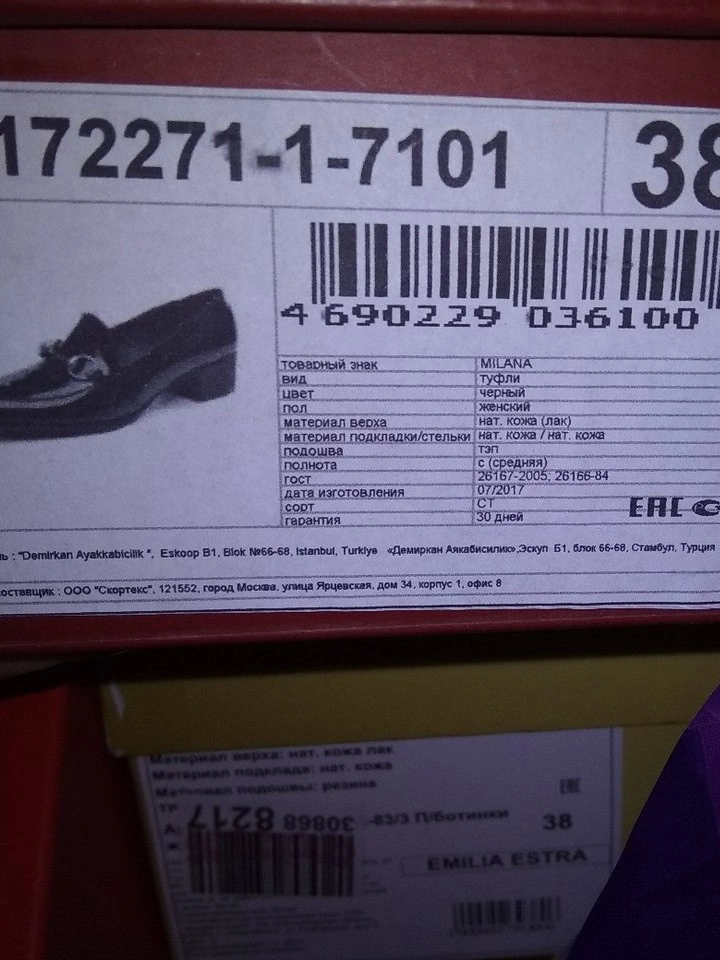 172271-1-7101
38
4 690229 036100
товарный знак MILANA
вид туфли
цвет черный
пол женский
материал верха нат. кожа (лак)
материал подкладки/стельки нат. кожа / нат. кожа
подошва тэп
полнота с (средняя)
гост 26167-2005; 26166-84
дата изготовления 07/2017
сорт СТ
гарантия 30 дней
EAC
: "Demirkan Ayakkabicilik ", Eskoop B1, Blok №66-68, Istanbul, Turkiye «Демиркан Аякабисилик»,Эскуп Б1, блок 66-68, Стамбул, Турция
оставщик : ООО "Скортекс", 121552, город Москва, улица Ярцевская, дом 34, корпус 1, офис 8
Материал верха: нат. кожа лак
Материал подклада: нат. кожа
Материал подошвы: резина
ТР
EAC
30868 8217
-83/3 П/ботинки
38
EMILIA ESTRA